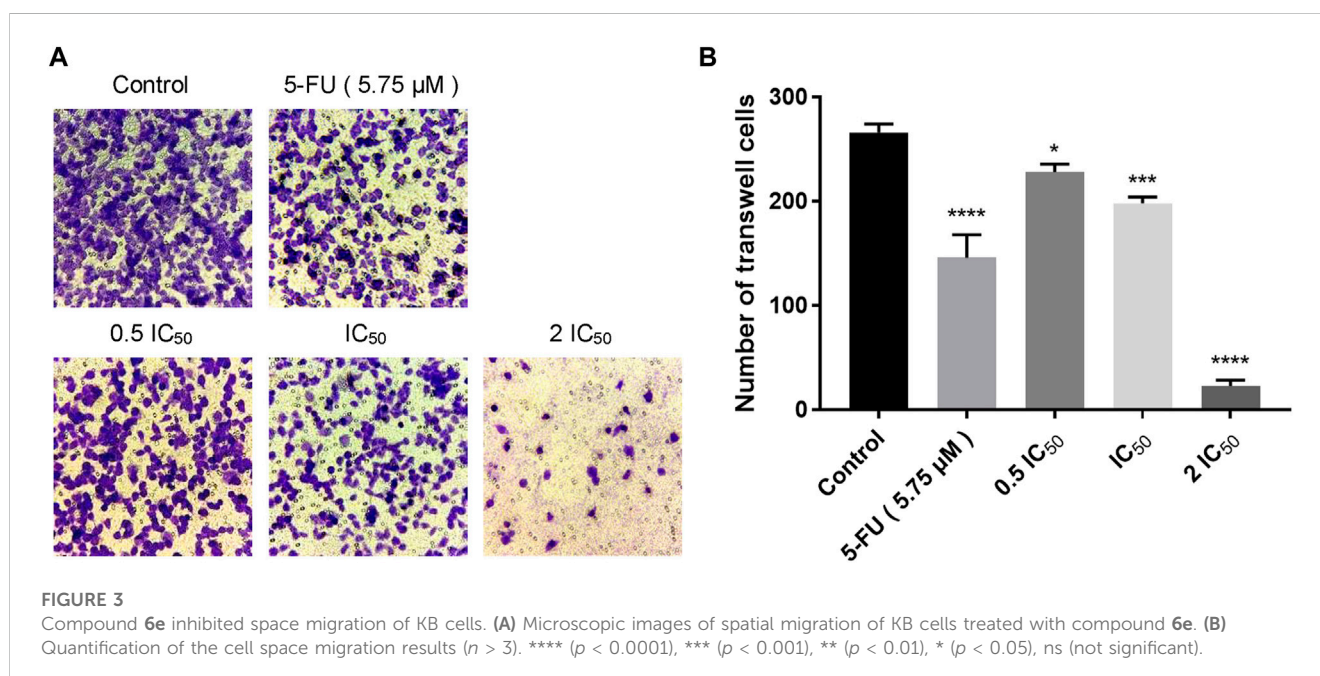 A
Control
5-FU ( 5.75 µM )
0.5 IC₅₀
IC₅₀
2 IC₅₀
B
Number of transwell cells
300
200
100
0
****
*
***
****
Control
5-FU ( 5.75 µM )
0.5 IC₅₀
IC₅₀
2 IC₅₀
FIGURE 3
Compound 6e inhibited space migration of KB cells. (A) Microscopic images of spatial migration of KB cells treated with compound 6e. (B)
Quantification of the cell space migration results (n > 3). **** (p < 0.0001), *** (p < 0.001), ** (p < 0.01), * (p < 0.05), ns (not significant).